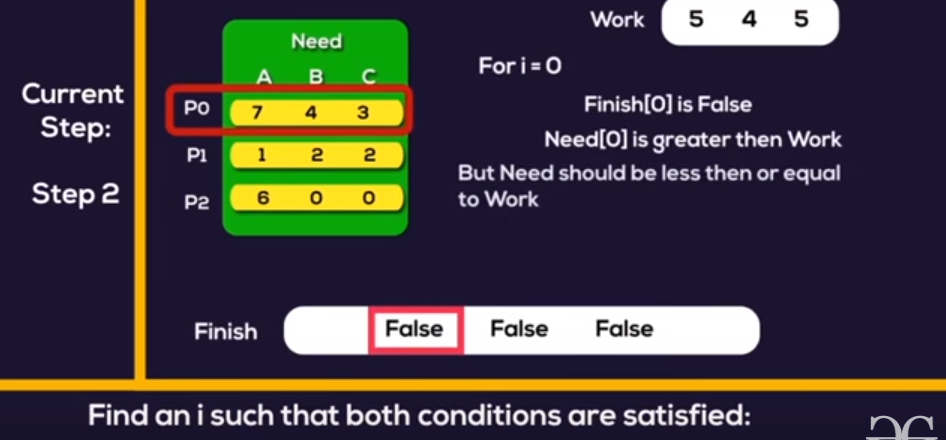 Current
Step:
Step 2
Need
A B C
P0 7 4 3
P1 1 2 2
P2 6 0 0
Work 5 4 5
For i = 0
Finish[0] is False
Need[0] is greater then Work
But Need should be less then or equal
to Work
Finish False False False
Find an i such that both conditions are satisfied: